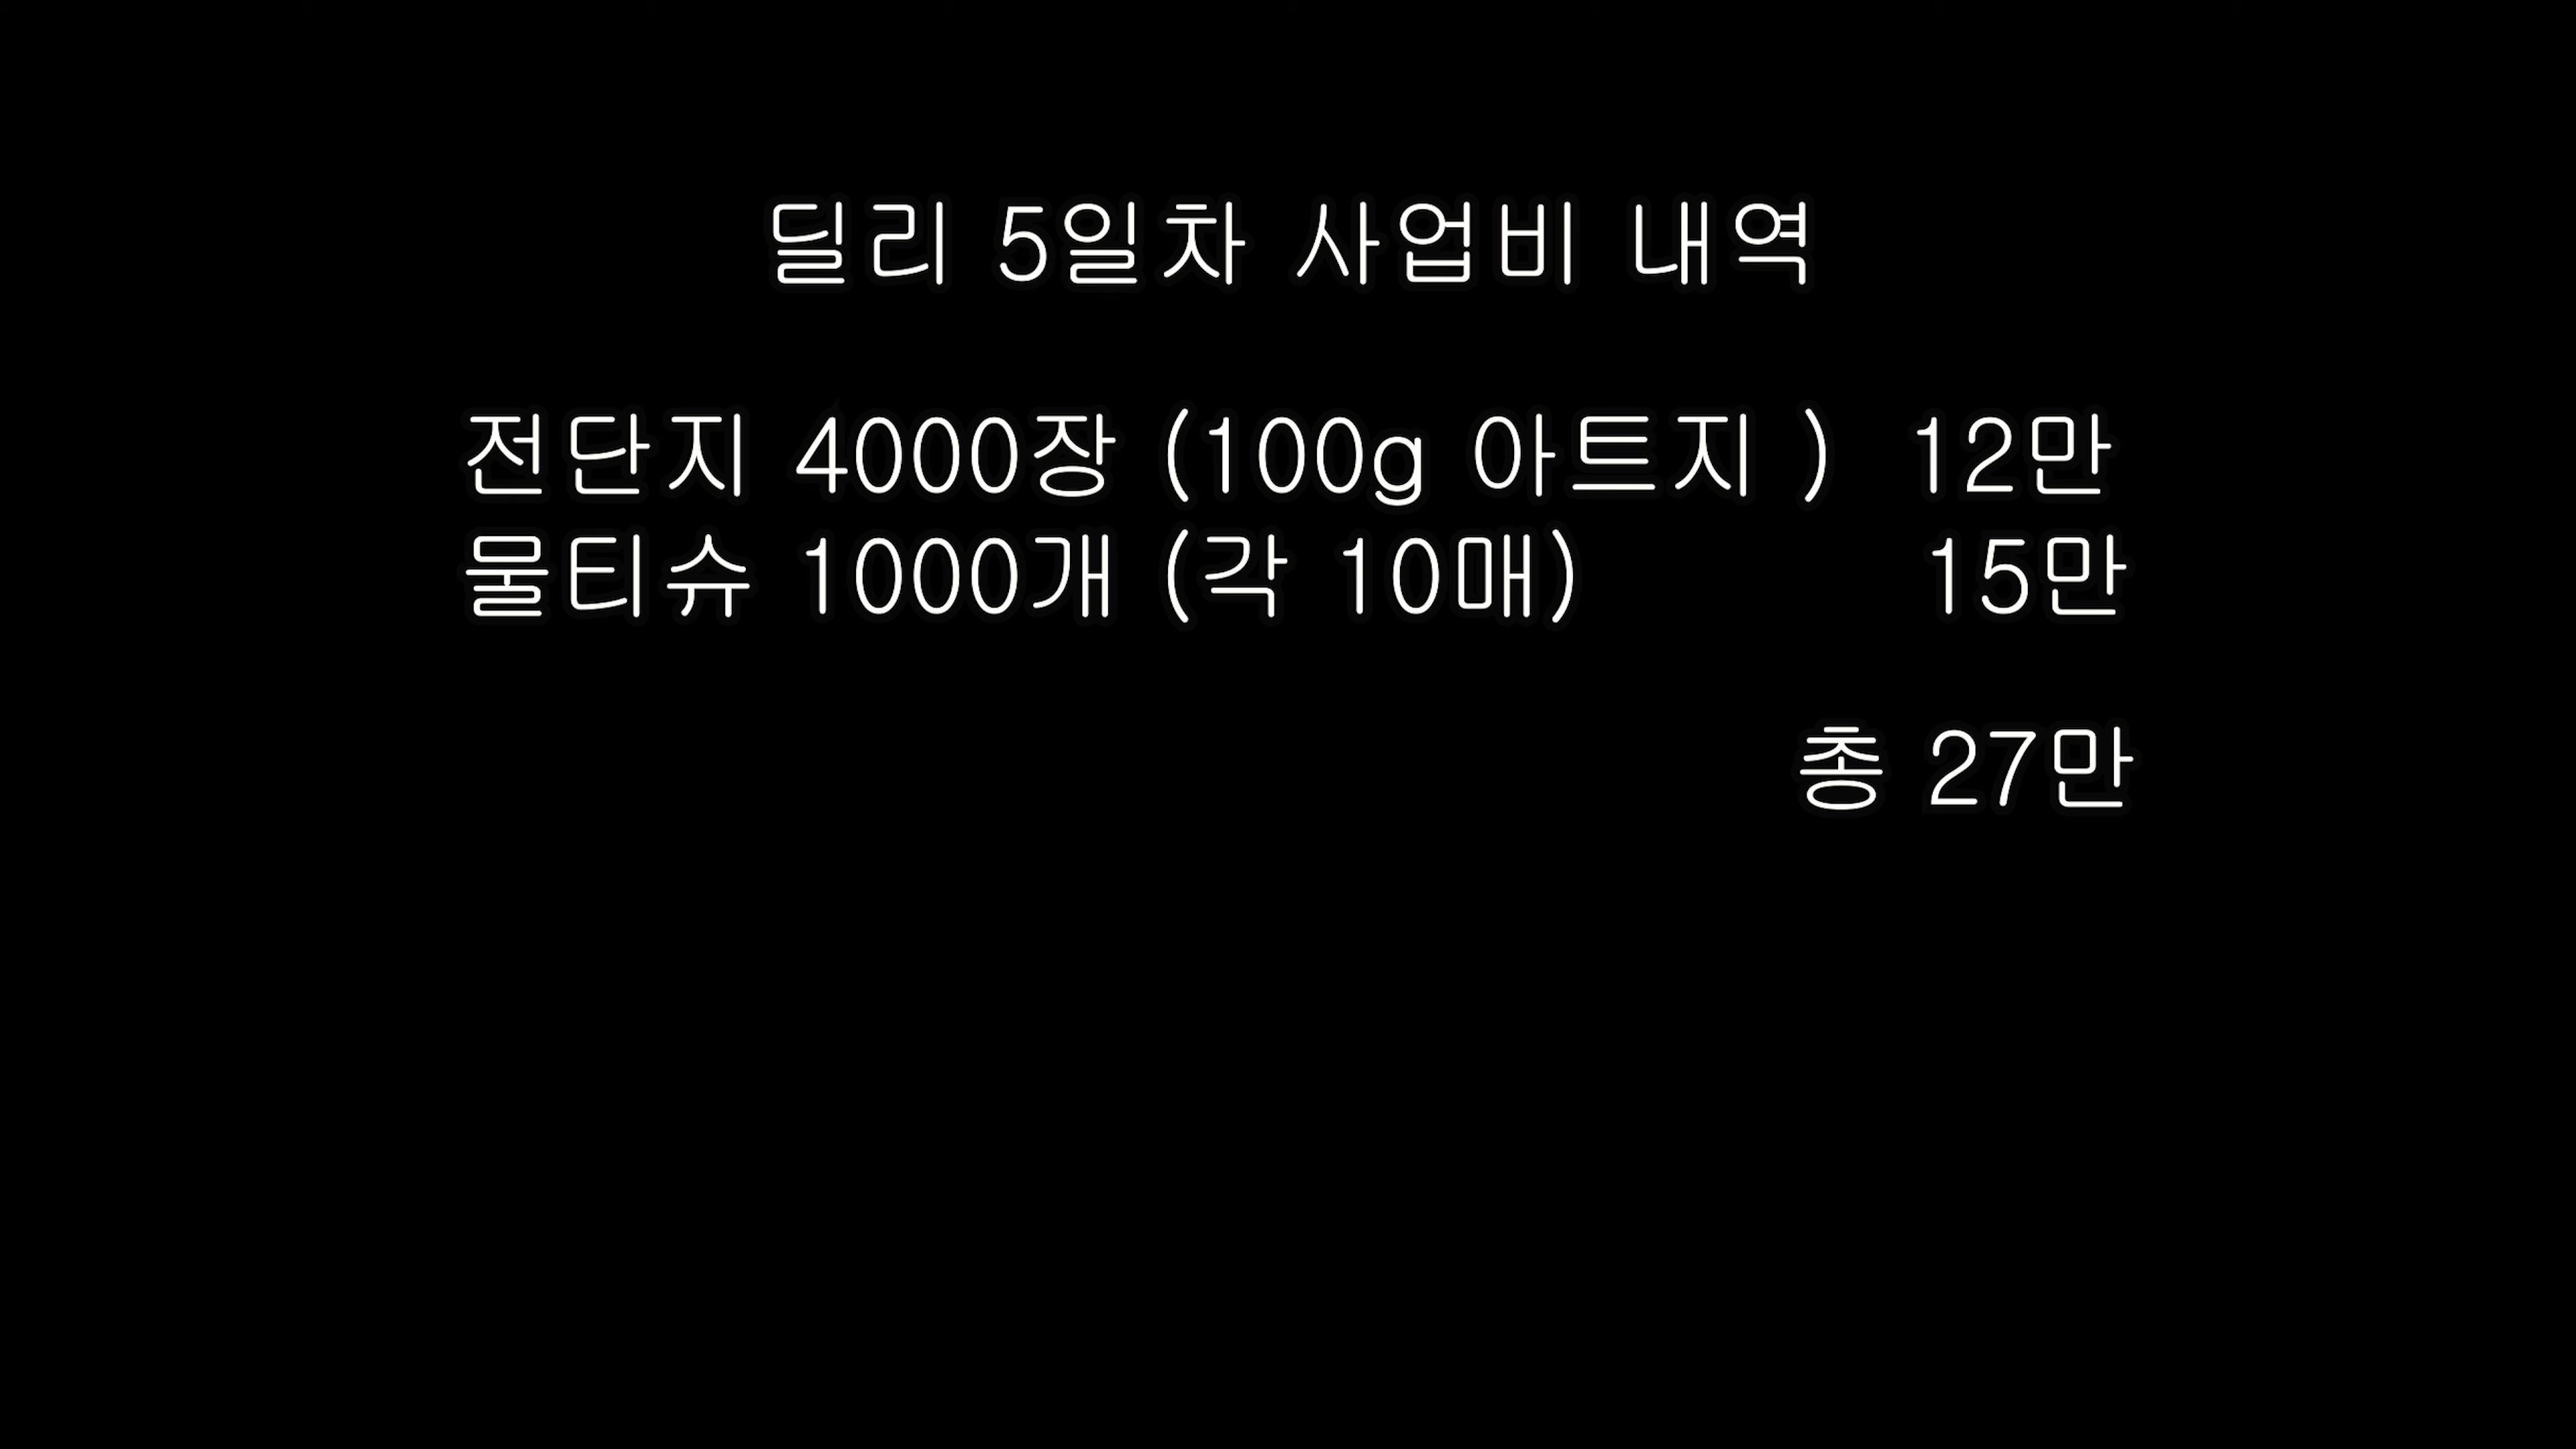 딜리 5일차 사업비 내역
전단지 4000장 (100g 아트지 ) 12만
물티슈 1000개 (각 10매) 15만
총 27만